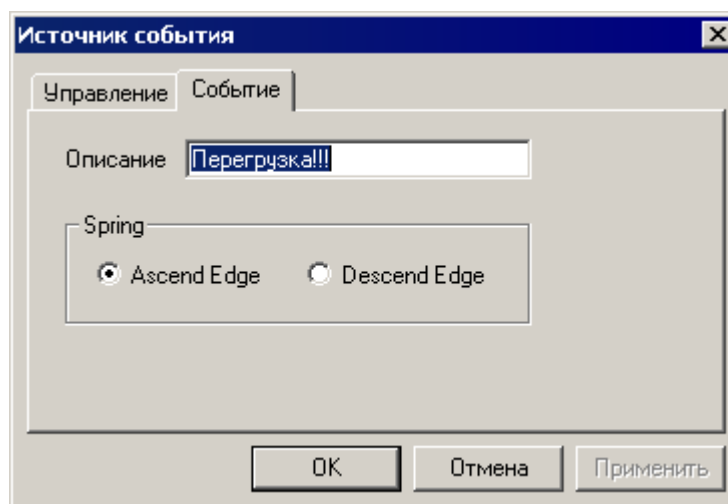 Источник события
Управление Событие
Описание Перегрузка!!!
Spring
Ascend Edge Descend Edge
OK Отмена Применить